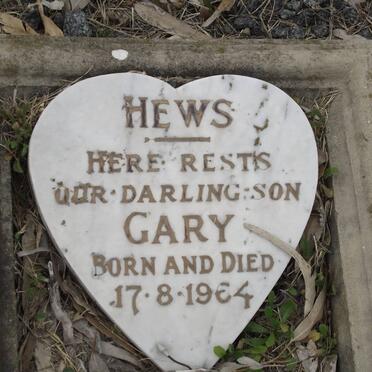 HEWS
HERE RESTS
OUR·DARLING·SON
GARY
BORN AND DIED
17·8·1964